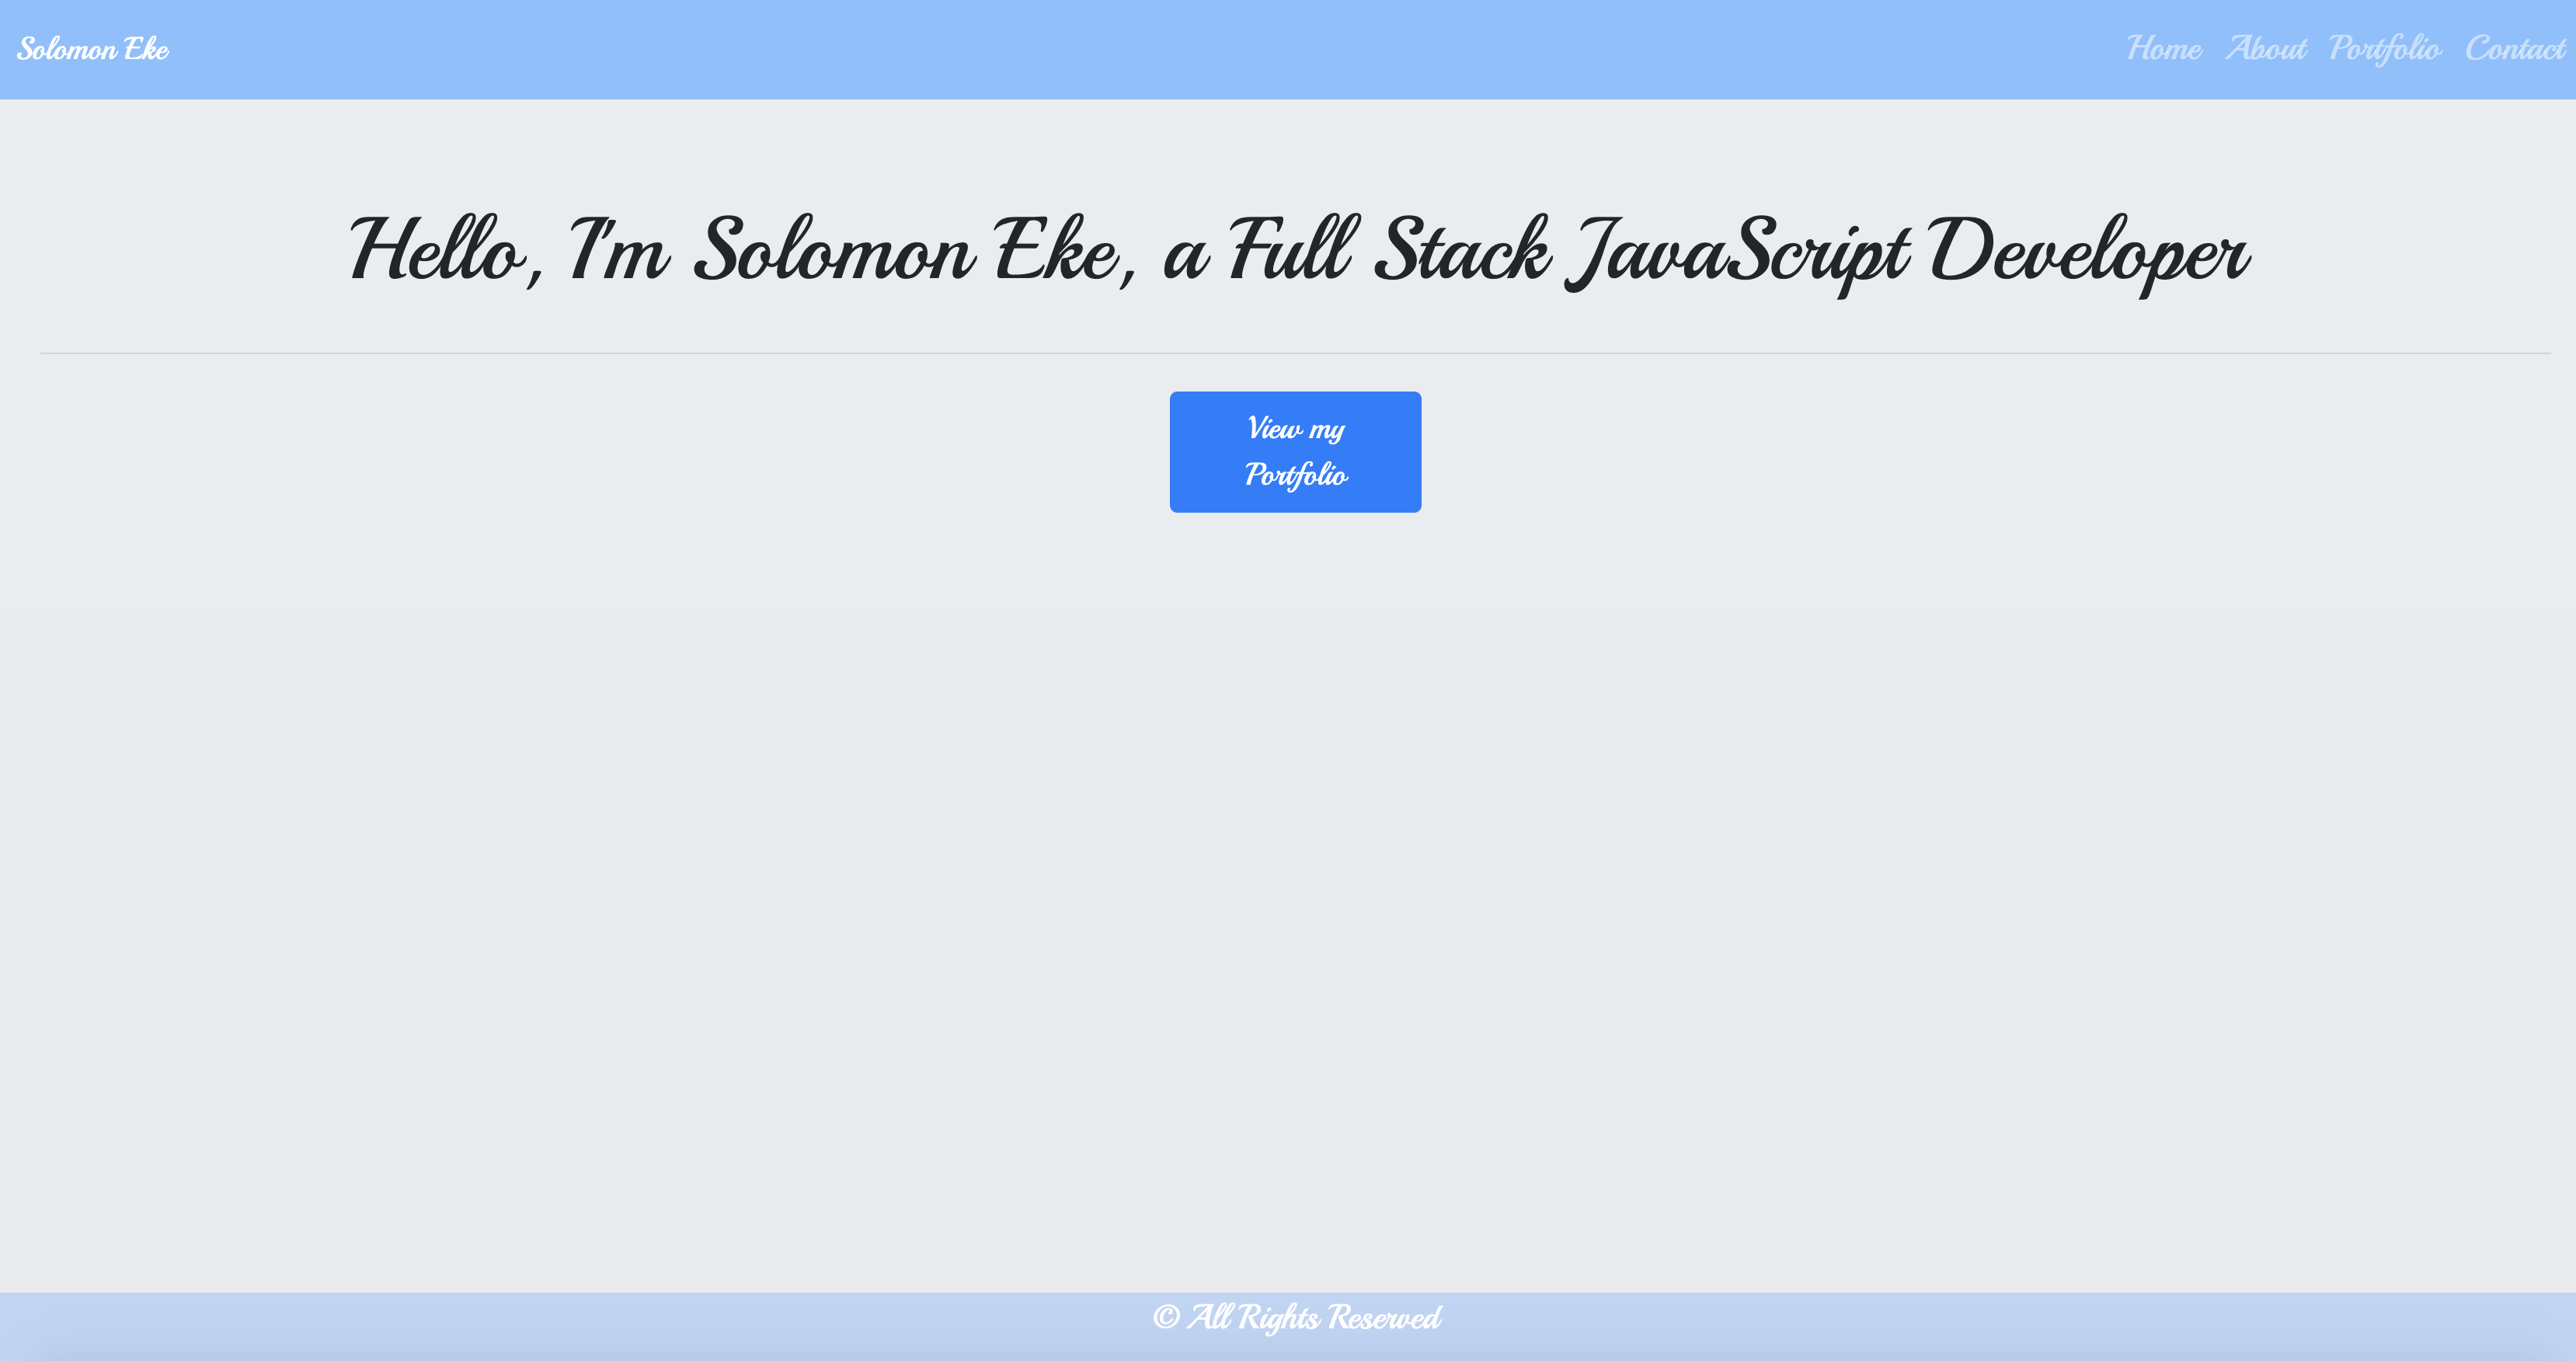 Solomon Eke
Home About Portfolio Contact
Hello, I'm Solomon Eke, a Full Stack JavaScript Developer
View my
Portfolio
© All Rights Reserved